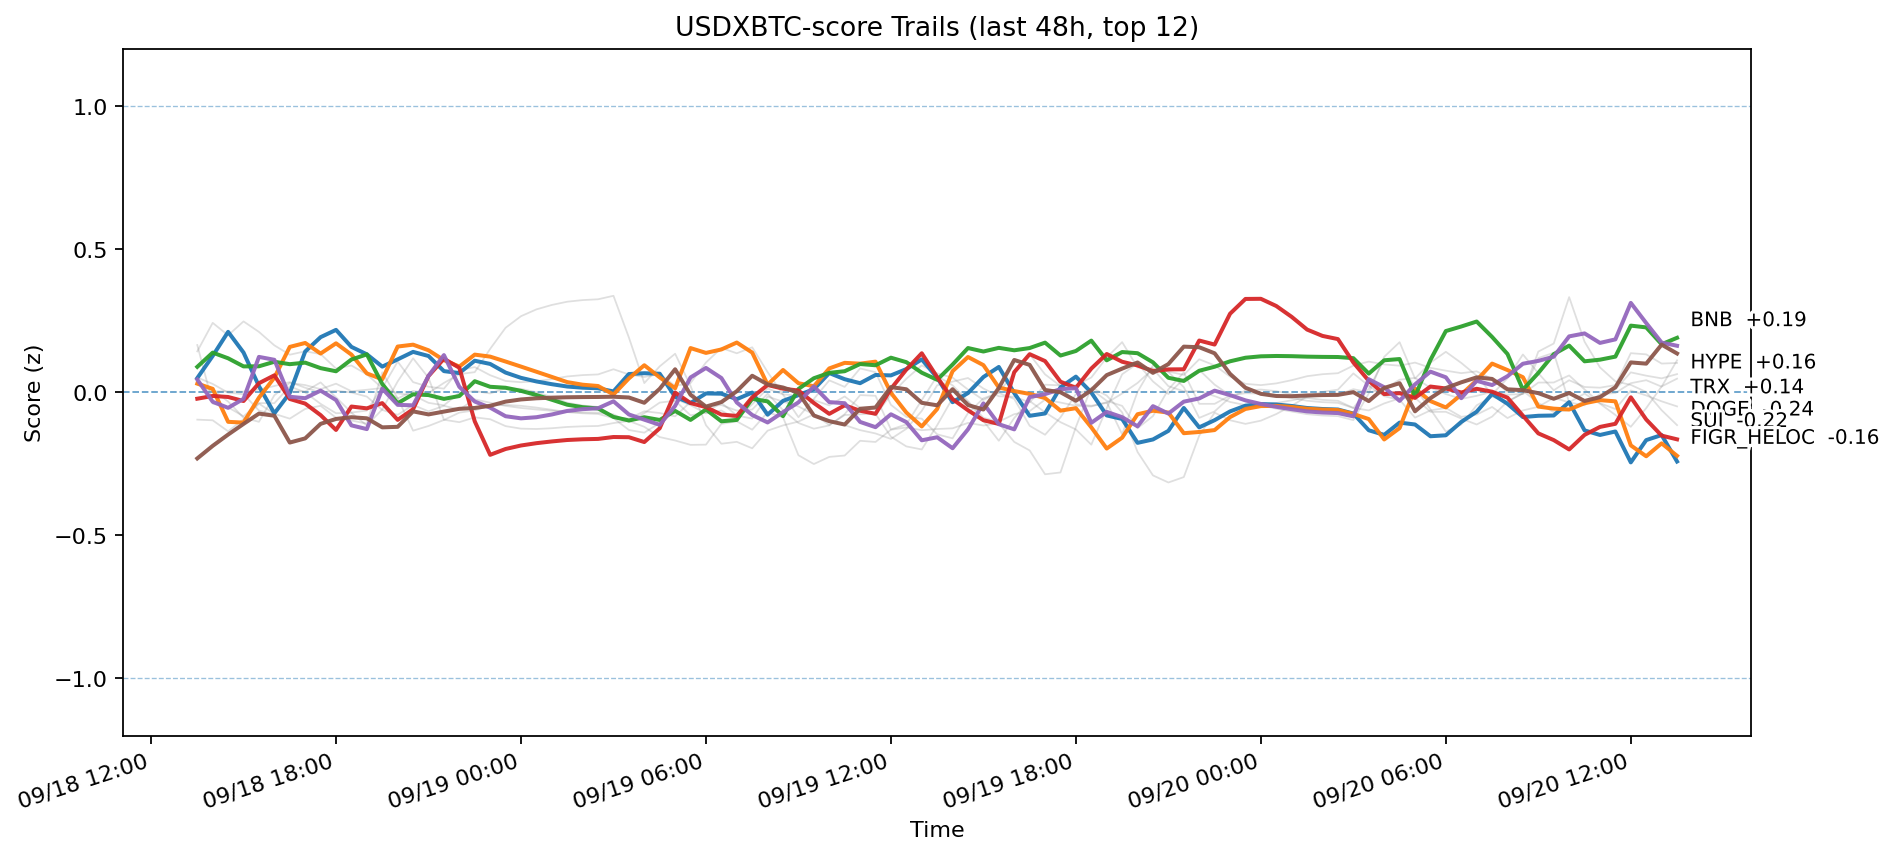 USDXBTC-score Trails (last 48h, top 12)
Score (z)
1.0
0.5
0.0
−0.5
−1.0
BNB +0.19
HYPE +0.16
TRX +0.14
DOGE -0.24
SUI -0.22
FIGR_HELOC -0.16
09/18 12:00
09/18 18:00
09/19 00:00
09/19 06:00
09/19 12:00
09/19 18:00
09/20 00:00
09/20 06:00
09/20 12:00
Time